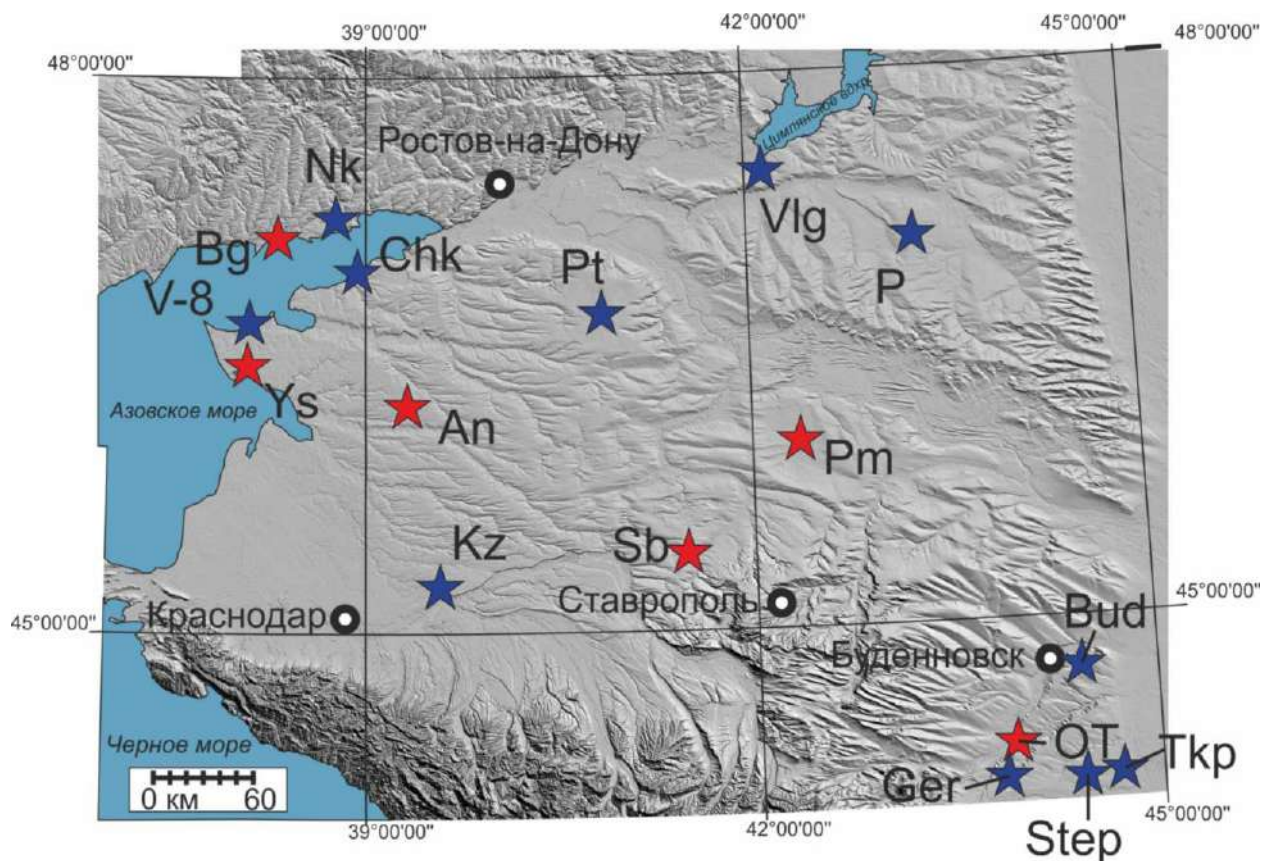 42°00'00"
45°00'00"
48°00'00"
39°00'00"
48°00'00"
Цимлянское вдхр.
Ростов-на-Дону
Nk
Vlg
Bg
Chk
Pt
P
V-8
Ys
Азовское море
An
Pm
Sb
Kz
Ставрополь
45°00'00"
Краснодар
Bud
45°00'00"
Буденновск
Черное море
OT
Tkp
Ger
0 км 60
39°00'00"
42°00'00"
45°00'00"
Step